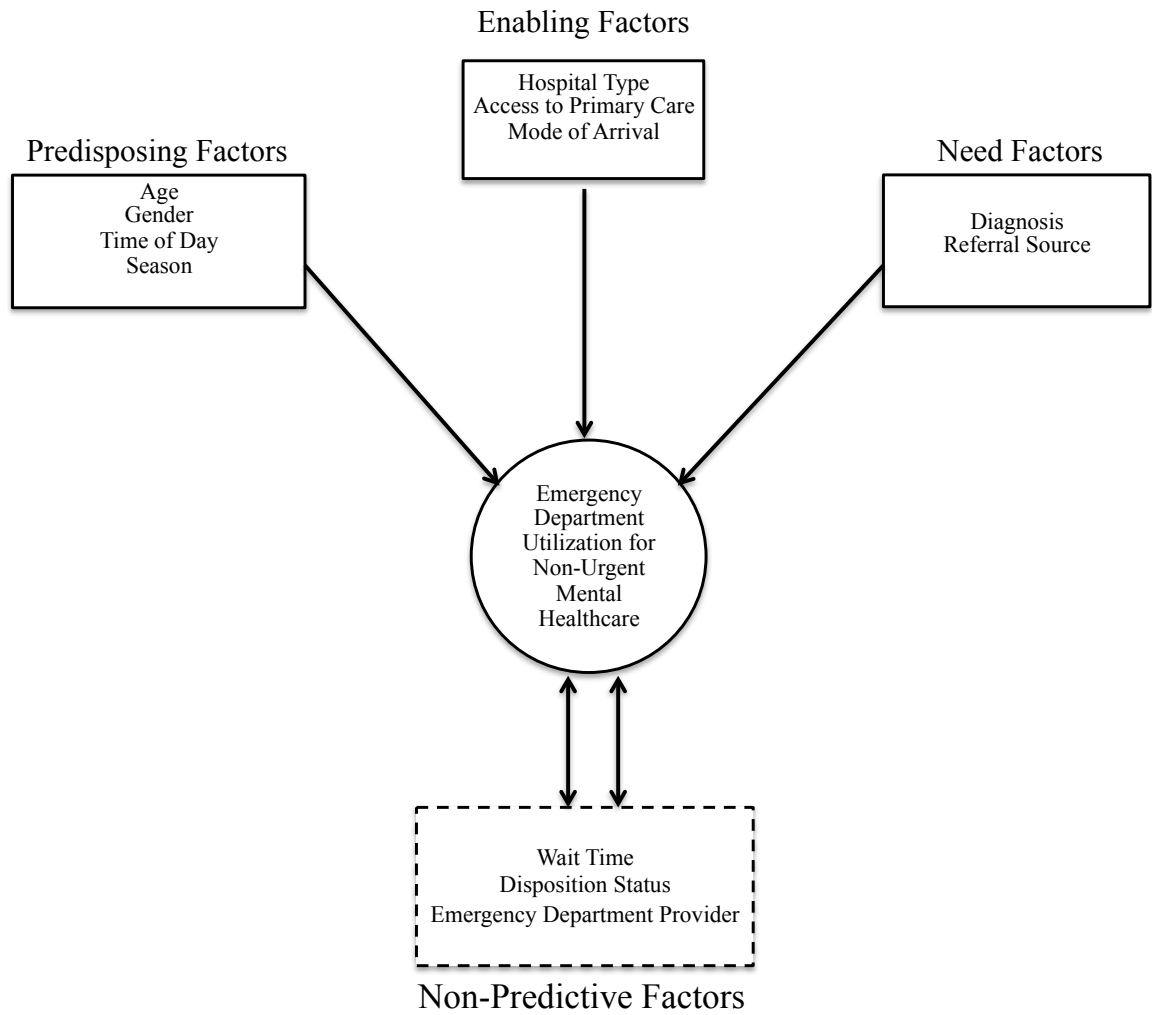 Enabling Factors
Hospital Type
Access to Primary Care
Mode of Arrival
Predisposing Factors
Age
Gender
Time of Day
Season
Need Factors
Diagnosis
Referral Source
Emergency
Department
Utilization for
Non-Urgent
Mental
Healthcare
Wait Time
Disposition Status
Emergency Department Provider
Non-Predictive Factors